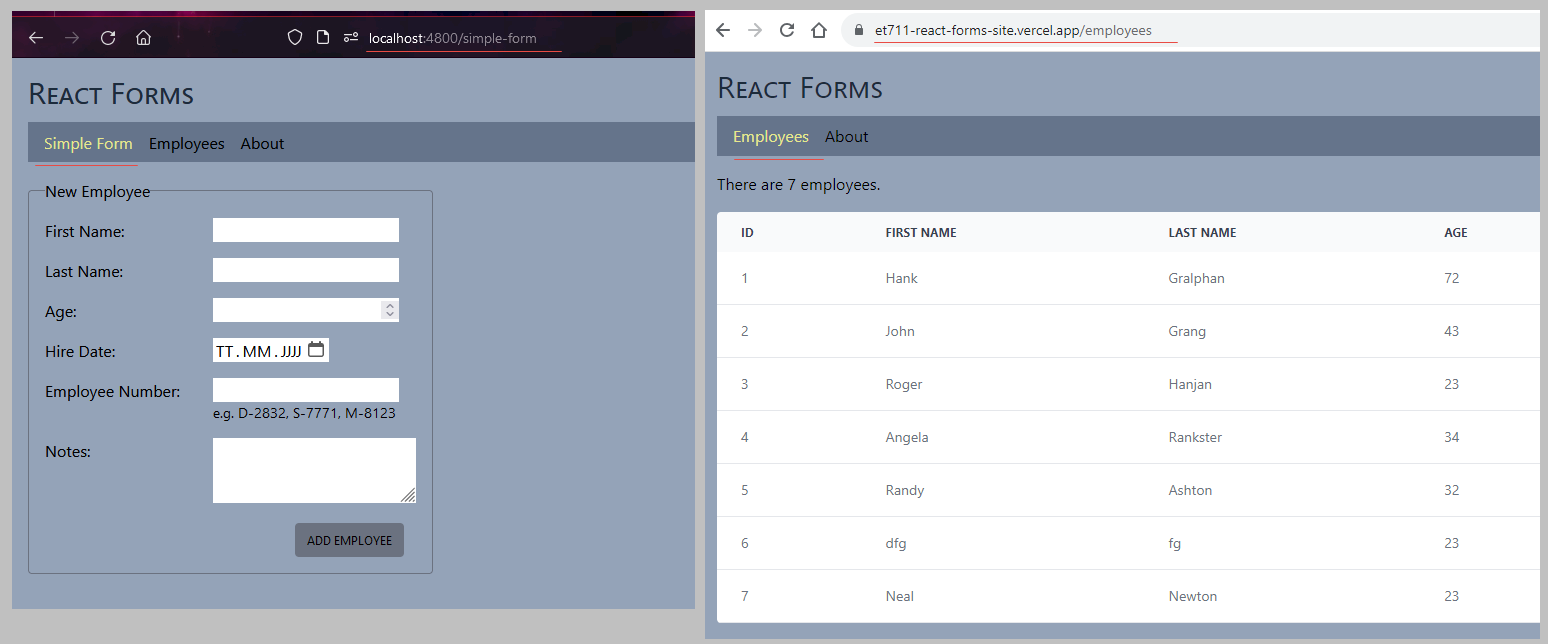 localhost:4800/simple-form
React Forms
Simple Form Employees About
New Employee
First Name:
Last Name:
Age:
Hire Date: TT.MM.JJJJ
Employee Number:
e.g. D-2832, S-7771, M-8123
Notes:
ADD EMPLOYEE
et711-react-forms-site.vercel.app/employees
React Forms
Employees About
There are 7 employees.
ID FIRST NAME LAST NAME AGE
1 Hank Gralphan 72
2 John Grang 43
3 Roger Hanjan 23
4 Angela Rankster 34
5 Randy Ashton 32
6 dfg fg 23
7 Neal Newton 23